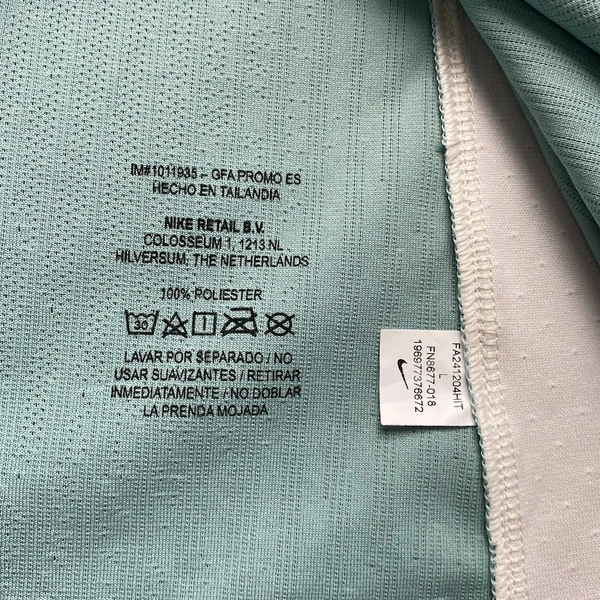 IM#1011935 – GFA PROMO ES
HECHO EN TAILANDIA
NIKE RETAIL B.V.
COLOSSEUM 1, 1213 NL
HILVERSUM, THE NETHERLANDS
100% POLIESTER
30
LAVAR POR SEPARADO / NO
USAR SUAVIZANTES / RETIRAR
INMEDIATAMENTE / NO DOBLAR
LA PRENDA MOJADA
FA241204HIT
L
FN8677-018
196977376672